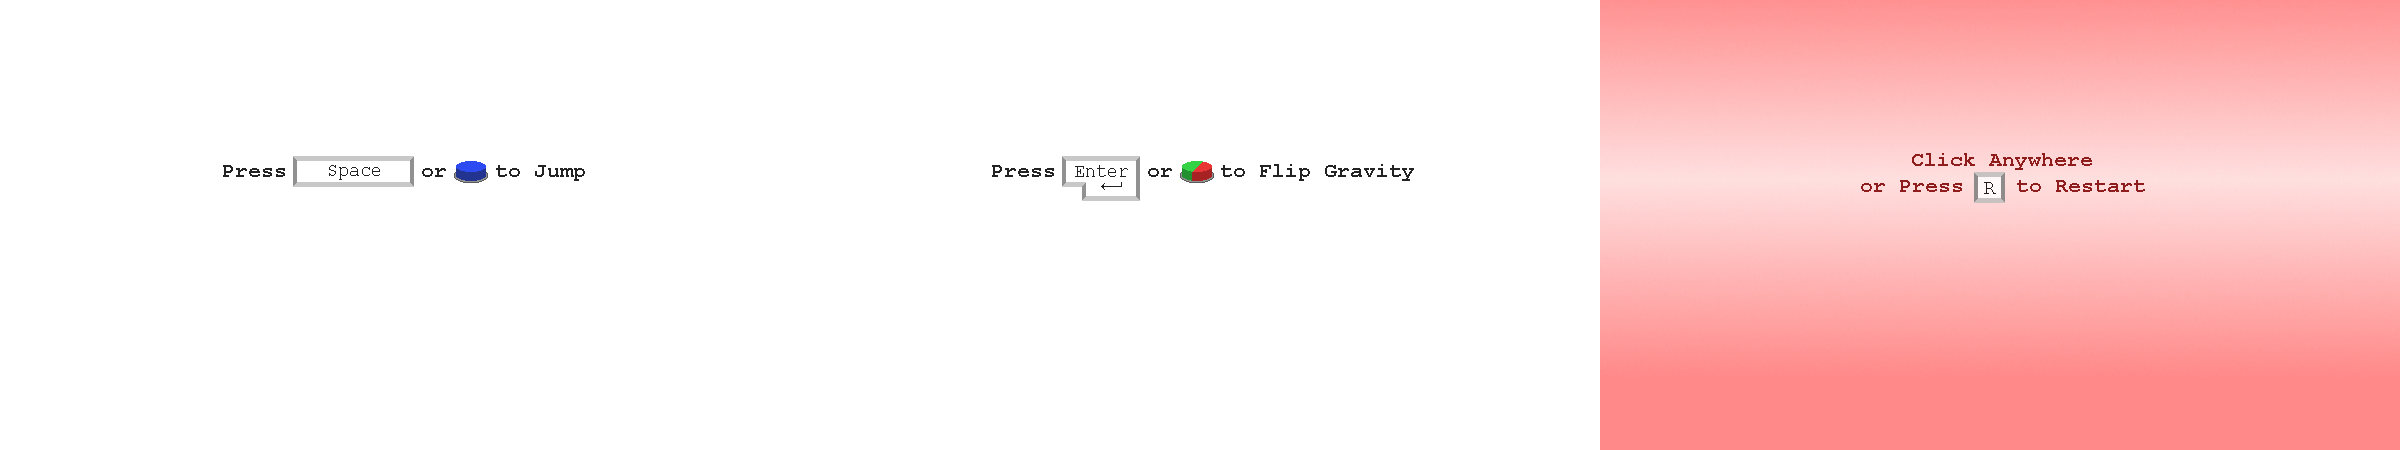 Press Space or to Jump
Press Enter or to Flip Gravity
Click Anywhere
or Press R to Restart